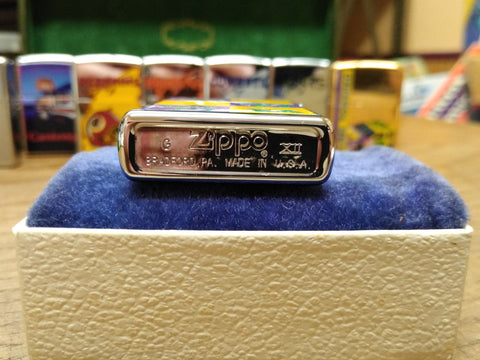 G Zippo XII
BRADFORD, PA. MADE IN U.S.A.